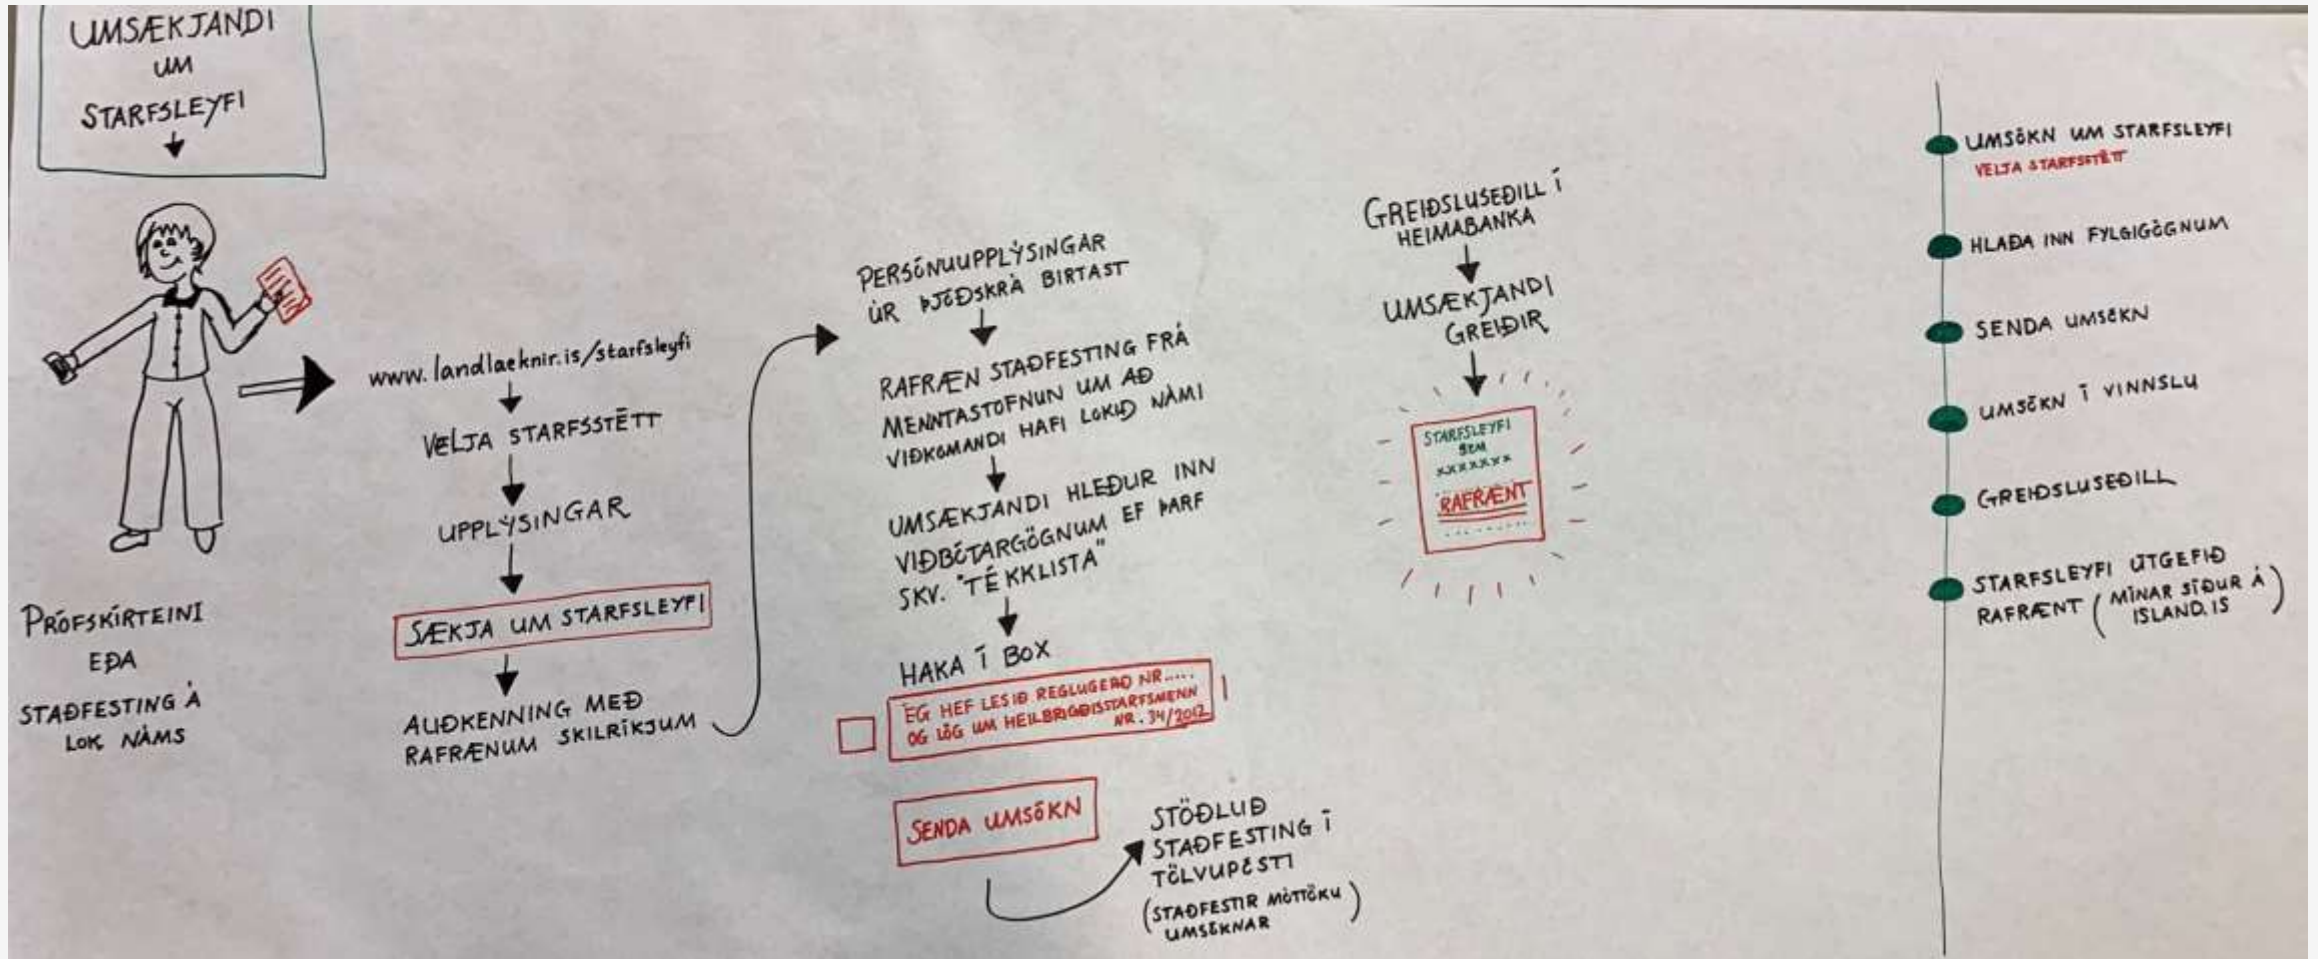 UMSÆKJANDI
UM
STARFSLEYFI
PRÓFSKÍRTEINI
EÐA
STAÐFESTING Á
LOK NÁMS
www.landlaeknir.is/starfsleyfi
VELJA STARFSSTÉTT
UPPLÝSINGAR
SÆKJA UM STARFSLEYFI
AUÐKENNING MEÐ
RAFRÆNUM SKILRÍKJUM
PERSÓNUUPPLÝSINGAR
ÚR ÞJÓÐSKRÁ BIRTAST
RAFRÆN STAÐFESTING FRÁ
MENNTASTOFNUN UM AÐ
VIÐKOMANDI HAFI LOKIÐ NÁMI
UMSÆKJANDI HLEÐUR INN
VIÐBÓTARGÖGNUM EF ÞARF
SKV. "TÉKKLISTA"
HAKA Í BOX
ÉG HEF LESIÐ REGLUGERÐ NR.....
OG LÖG UM HEILBRIGÐISSTARFSMENN
NR. 34/2012
SENDA UMSÓKN
STÖÐLUÐ
STAÐFESTING Í
TÖLVUPÓSTI
(STAÐFESTIR MÓTTÖKU
UMSÓKNAR)
GREIÐSLUSEÐILL Í
HEIMABANKA
UMSÆKJANDI
GREIÐIR
STARFSLEYFI
SEM
xxxxxxx
RAFRÆNT
UMSÓKN UM STARFSLEYFI
VELJA STARFSSTÉTT
HLAÐA INN FYLGIGÖGNUM
SENDA UMSÓKN
UMSÓKN Í VINNSLU
GREIÐSLUSEÐILL
STARFSLEYFI ÚTGEFIÐ
RAFRÆNT (MÍNAR SÍÐUR Á
ISLAND.IS)